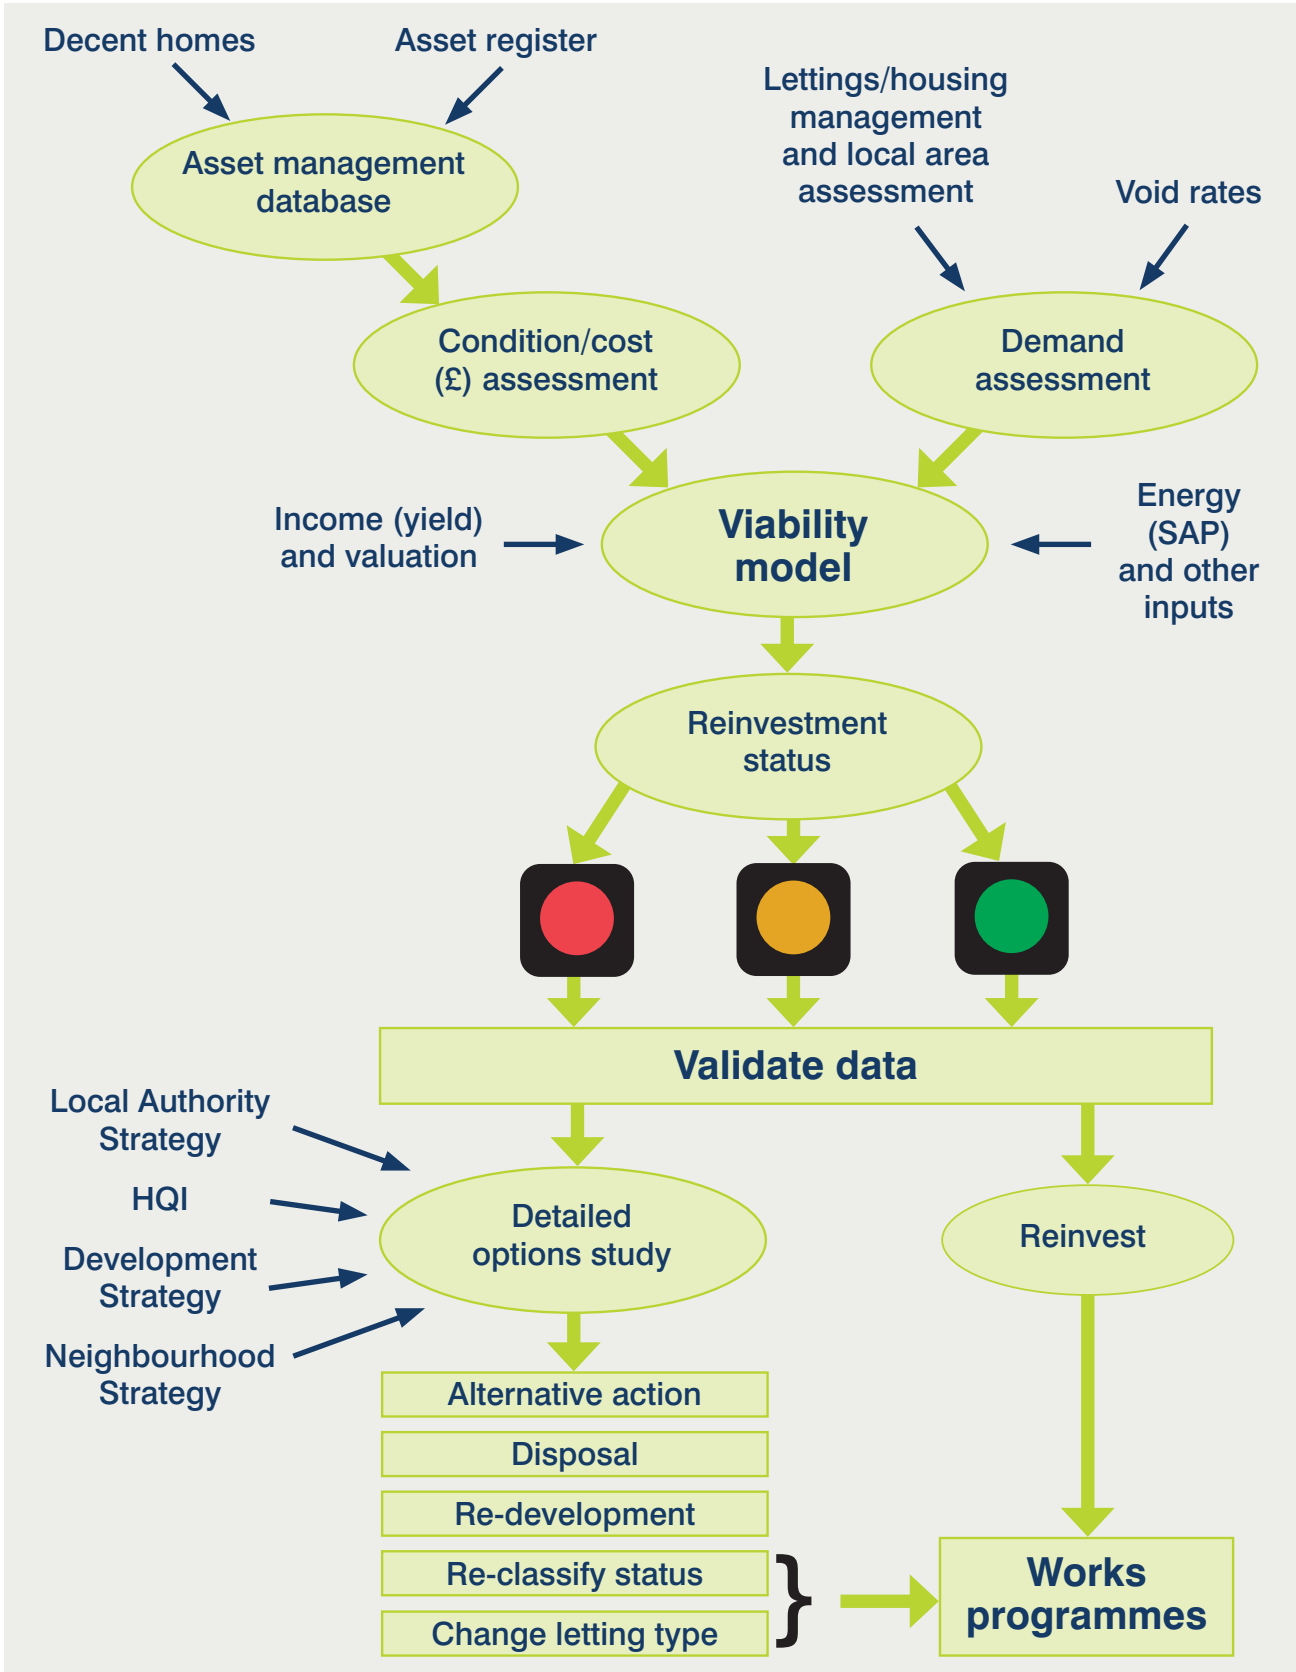 Decent homes
Asset register
Lettings/housing
management
and local area
assessment
Void rates
Asset management
database
Condition/cost
(£) assessment
Demand
assessment
Income (yield)
and valuation
Viability
model
Energy
(SAP)
and other
inputs
Reinvestment
status
Validate data
Local Authority
Strategy
HQI
Development
Strategy
Neighbourhood
Strategy
Detailed
options study
Reinvest
Alternative action
Disposal
Re-development
Re-classify status
Change letting type
}
Works
programmes